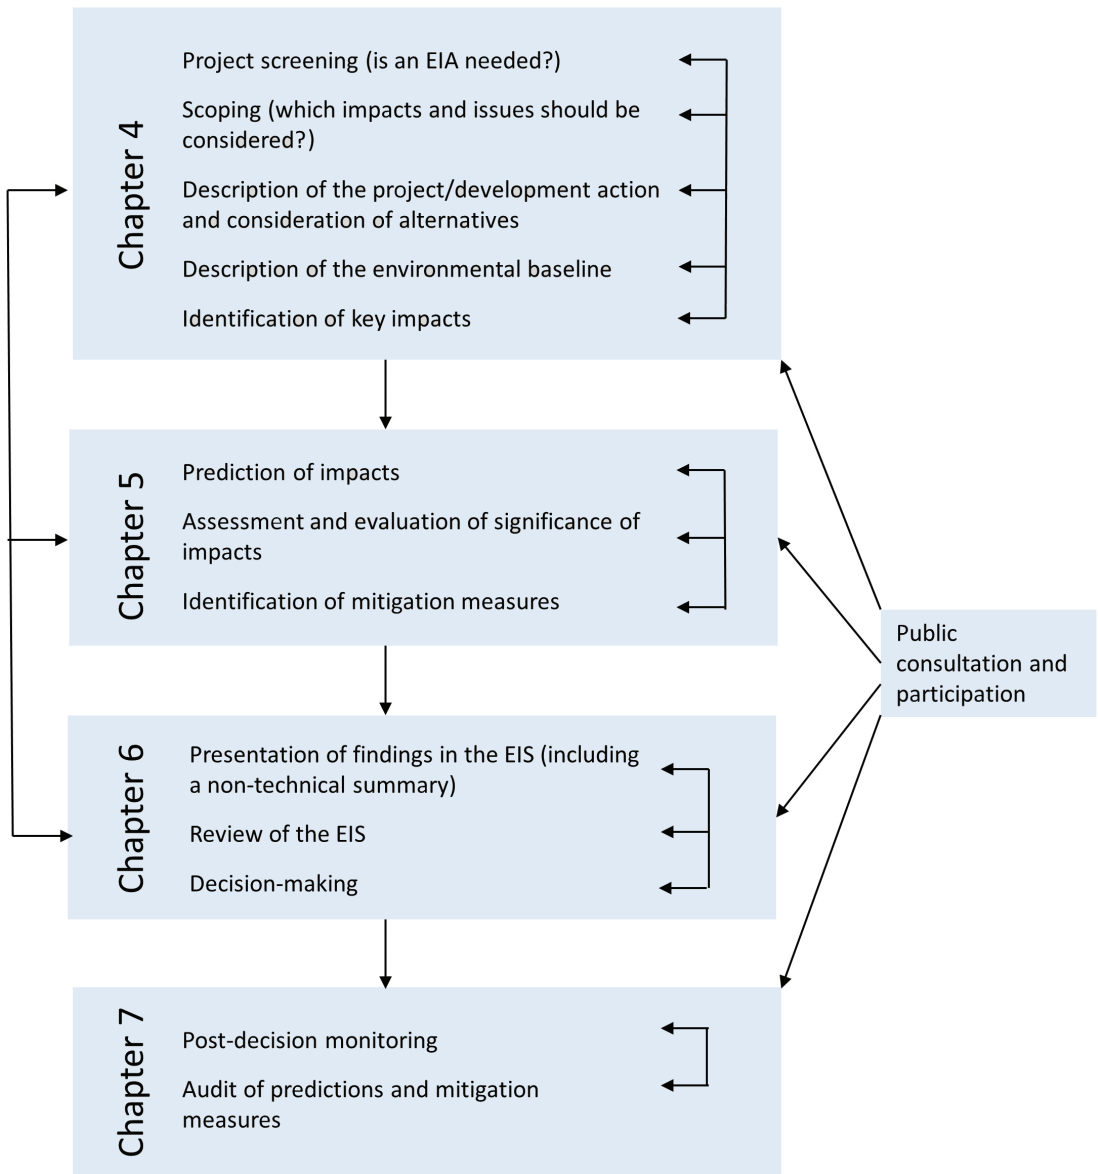 Chapter 4
Project screening (is an EIA needed?)
Scoping (which impacts and issues should be
considered?)
Description of the project/development action
and consideration of alternatives
Description of the environmental baseline
Identification of key impacts
Chapter 5
Prediction of impacts
Assessment and evaluation of significance of
impacts
Identification of mitigation measures
Public
consultation and
participation
Chapter 6
Presentation of findings in the EIS (including
a non-technical summary)
Review of the EIS
Decision-making
Chapter 7
Post-decision monitoring
Audit of predictions and mitigation
measures